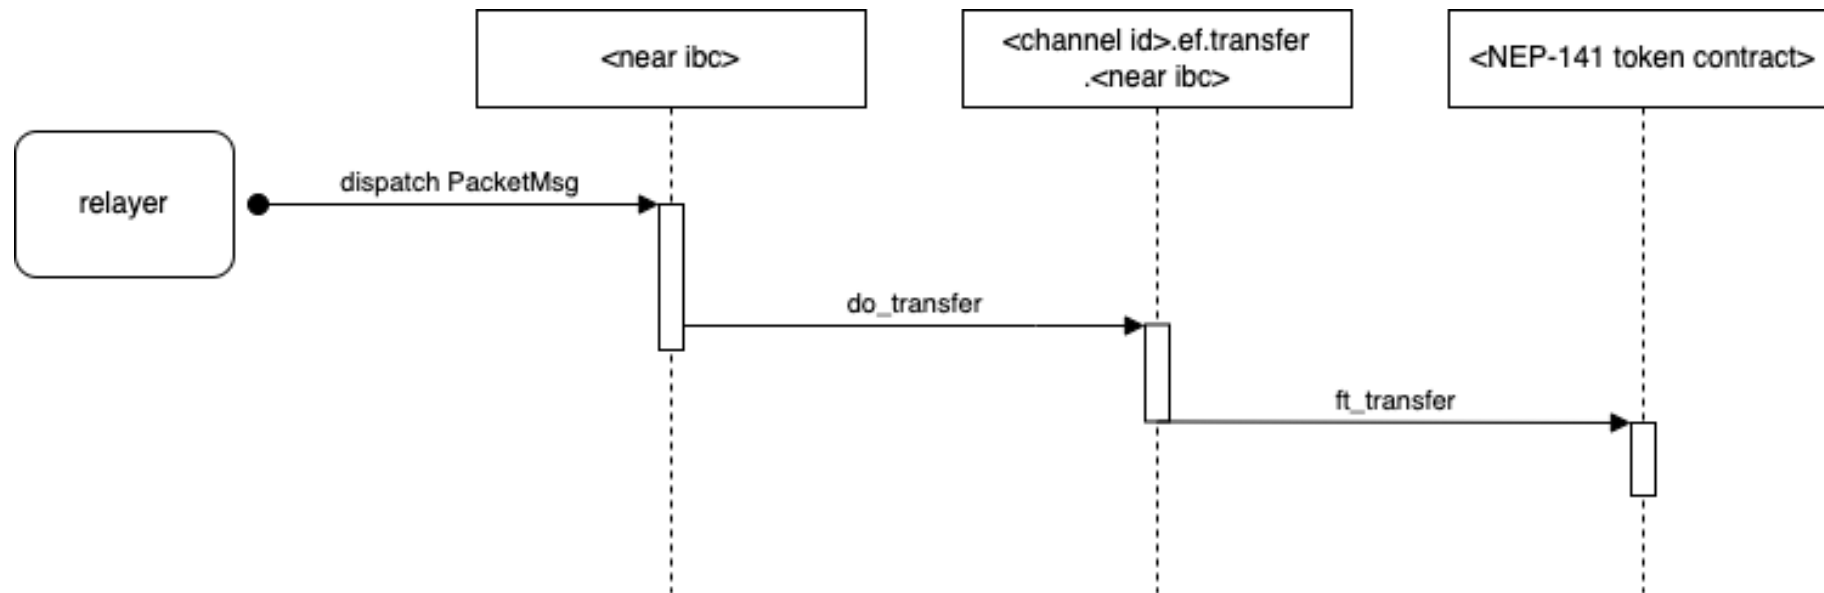 <near ibc>
<channel id>.ef.transfer
.<near ibc>
<NEP-141 token contract>
relayer
dispatch PacketMsg
do_transfer
ft_transfer